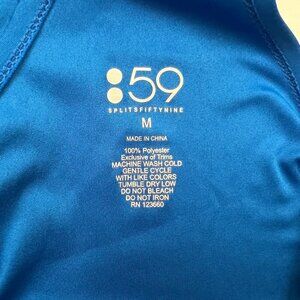 :59
SPLITSFIFTYNINE
M
MADE IN CHINA
100% Polyester
Exclusive of Trims
MACHINE WASH COLD
GENTLE CYCLE
WITH LIKE COLORS
TUMBLE DRY LOW
DO NOT BLEACH
DO NOT IRON
RN 123660